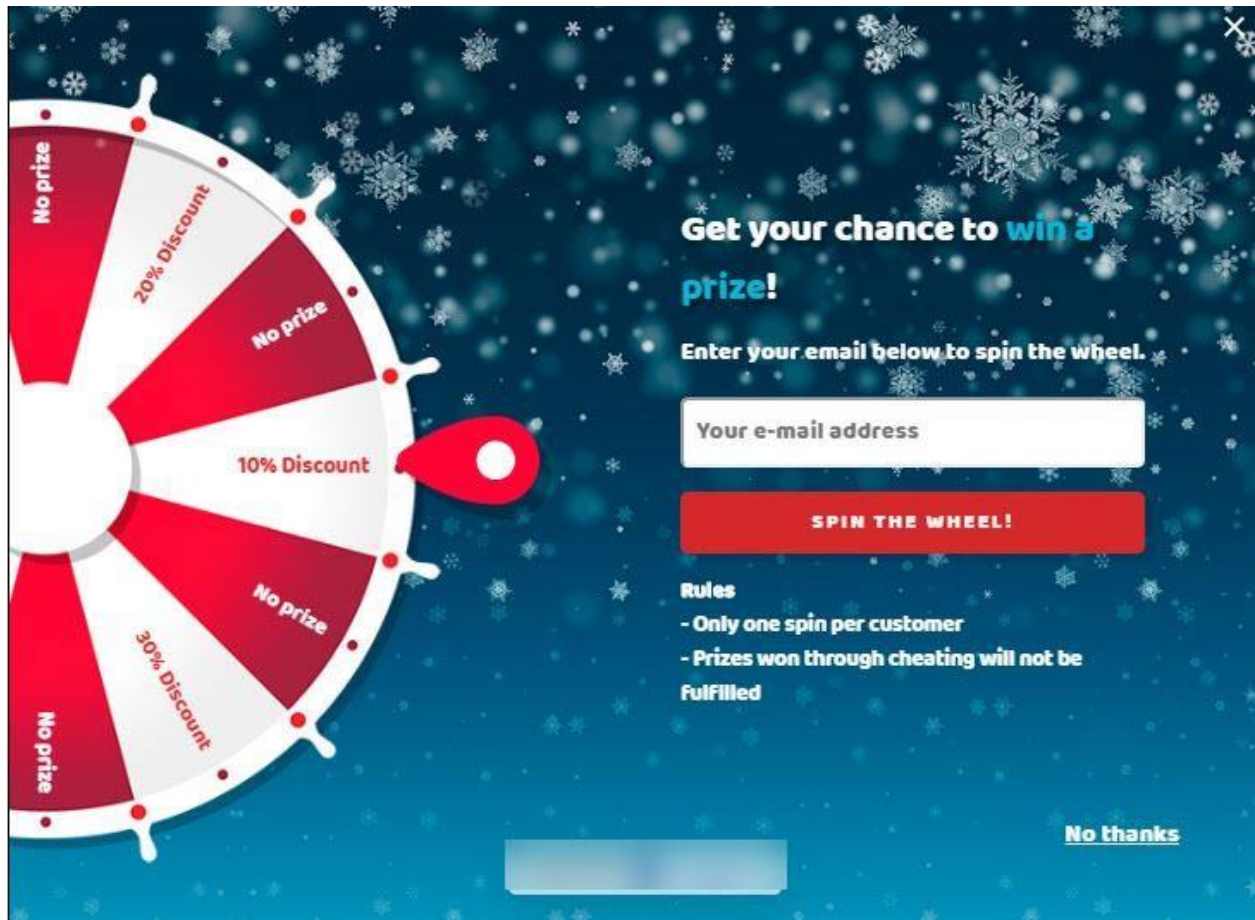 No prize
20% Discount
No prize
10% Discount
No prize
30% Discount
No prize
Get your chance to win a
prize!
Enter your email below to spin the wheel.
Your e-mail address
SPIN THE WHEEL!
Rules
- Only one spin per customer
- Prizes won through cheating will not be
fulfilled
No thanks